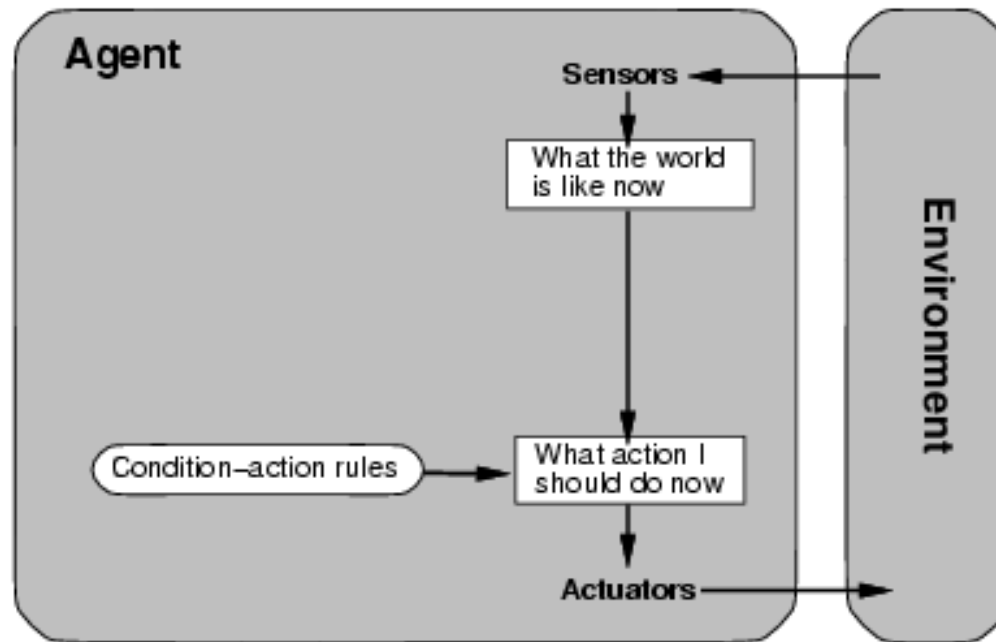 Agent
Sensors
What the world
is like now
Environment
Condition–action rules
What action I
should do now
Actuators